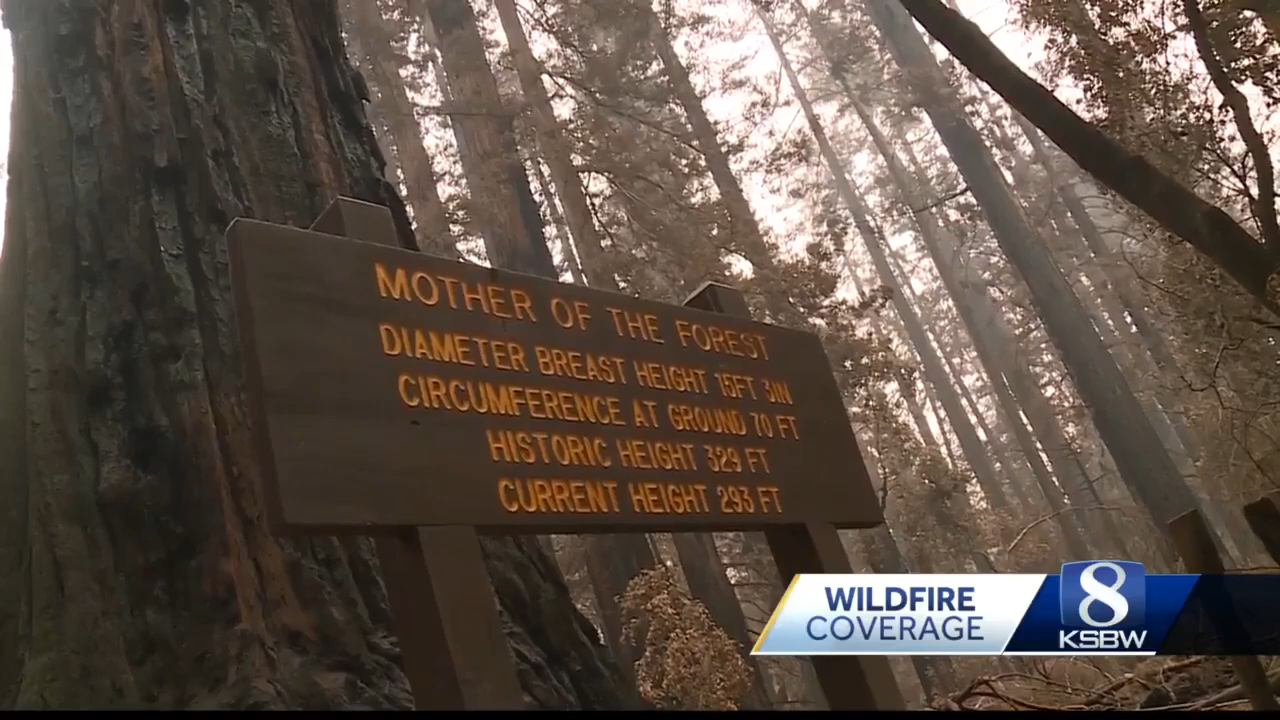 MOTHER OF THE FOREST
DIAMETER BREAST HEIGHT 15FT 3IN
CIRCUMFERENCE AT GROUND 70 FT
HISTORIC HEIGHT 329 FT
CURRENT HEIGHT 293 FT
WILDFIRE
COVERAGE
8
KSBW